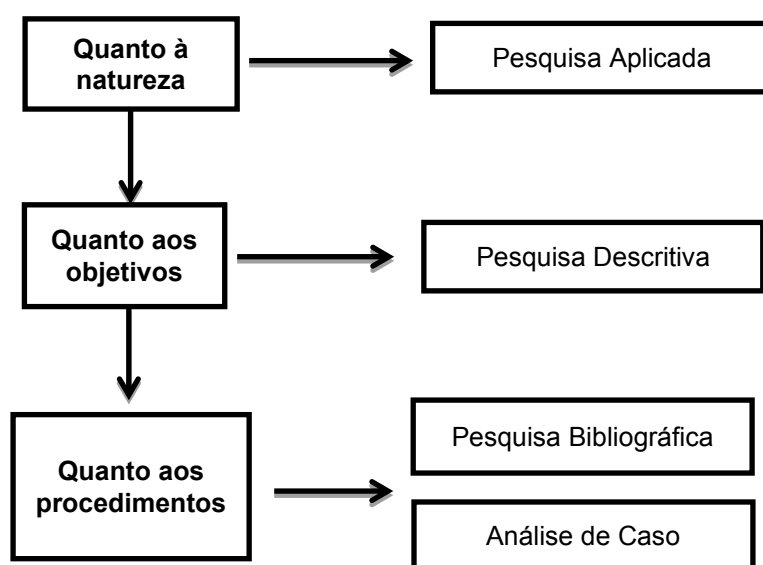 Quanto à
natureza
Pesquisa Aplicada
Quanto aos
objetivos
Pesquisa Descritiva
Quanto aos
procedimentos
Pesquisa Bibliográfica
Análise de Caso